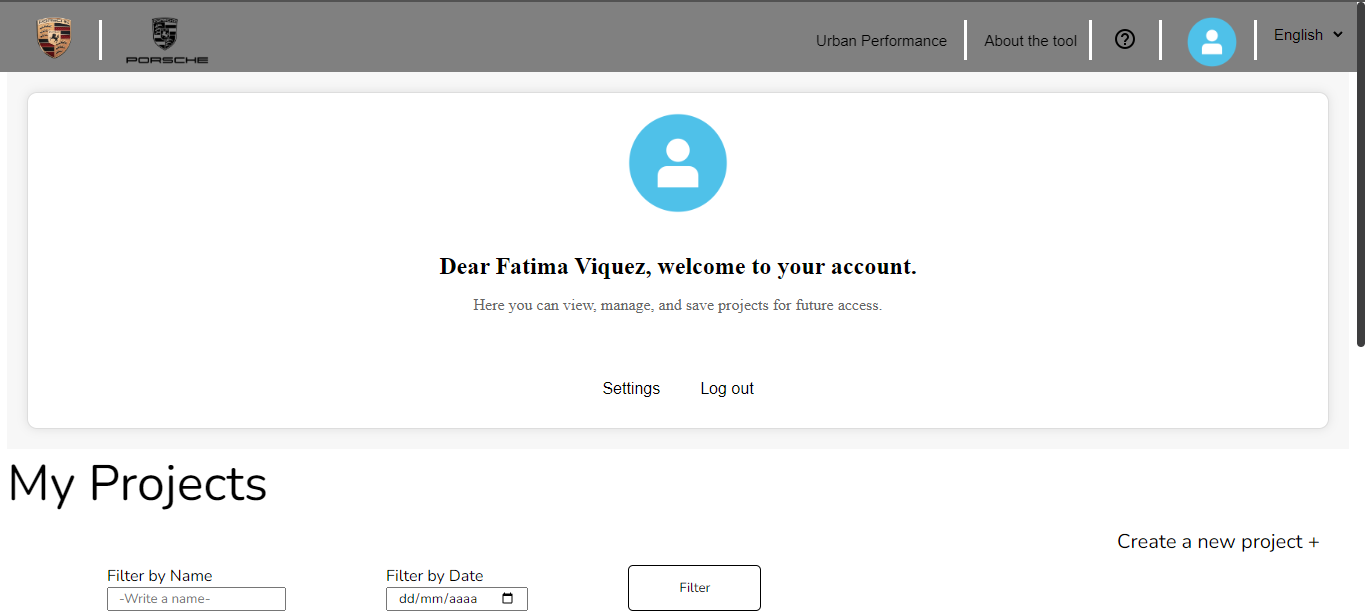 PORSCHE
Urban Performance
About the tool
English
Dear Fatima Viquez, welcome to your account.
Here you can view, manage, and save projects for future access.
Settings
Log out
My Projects
Create a new project +
Filter by Name
-Write a name-
Filter by Date
dd/mm/aaaa
Filter